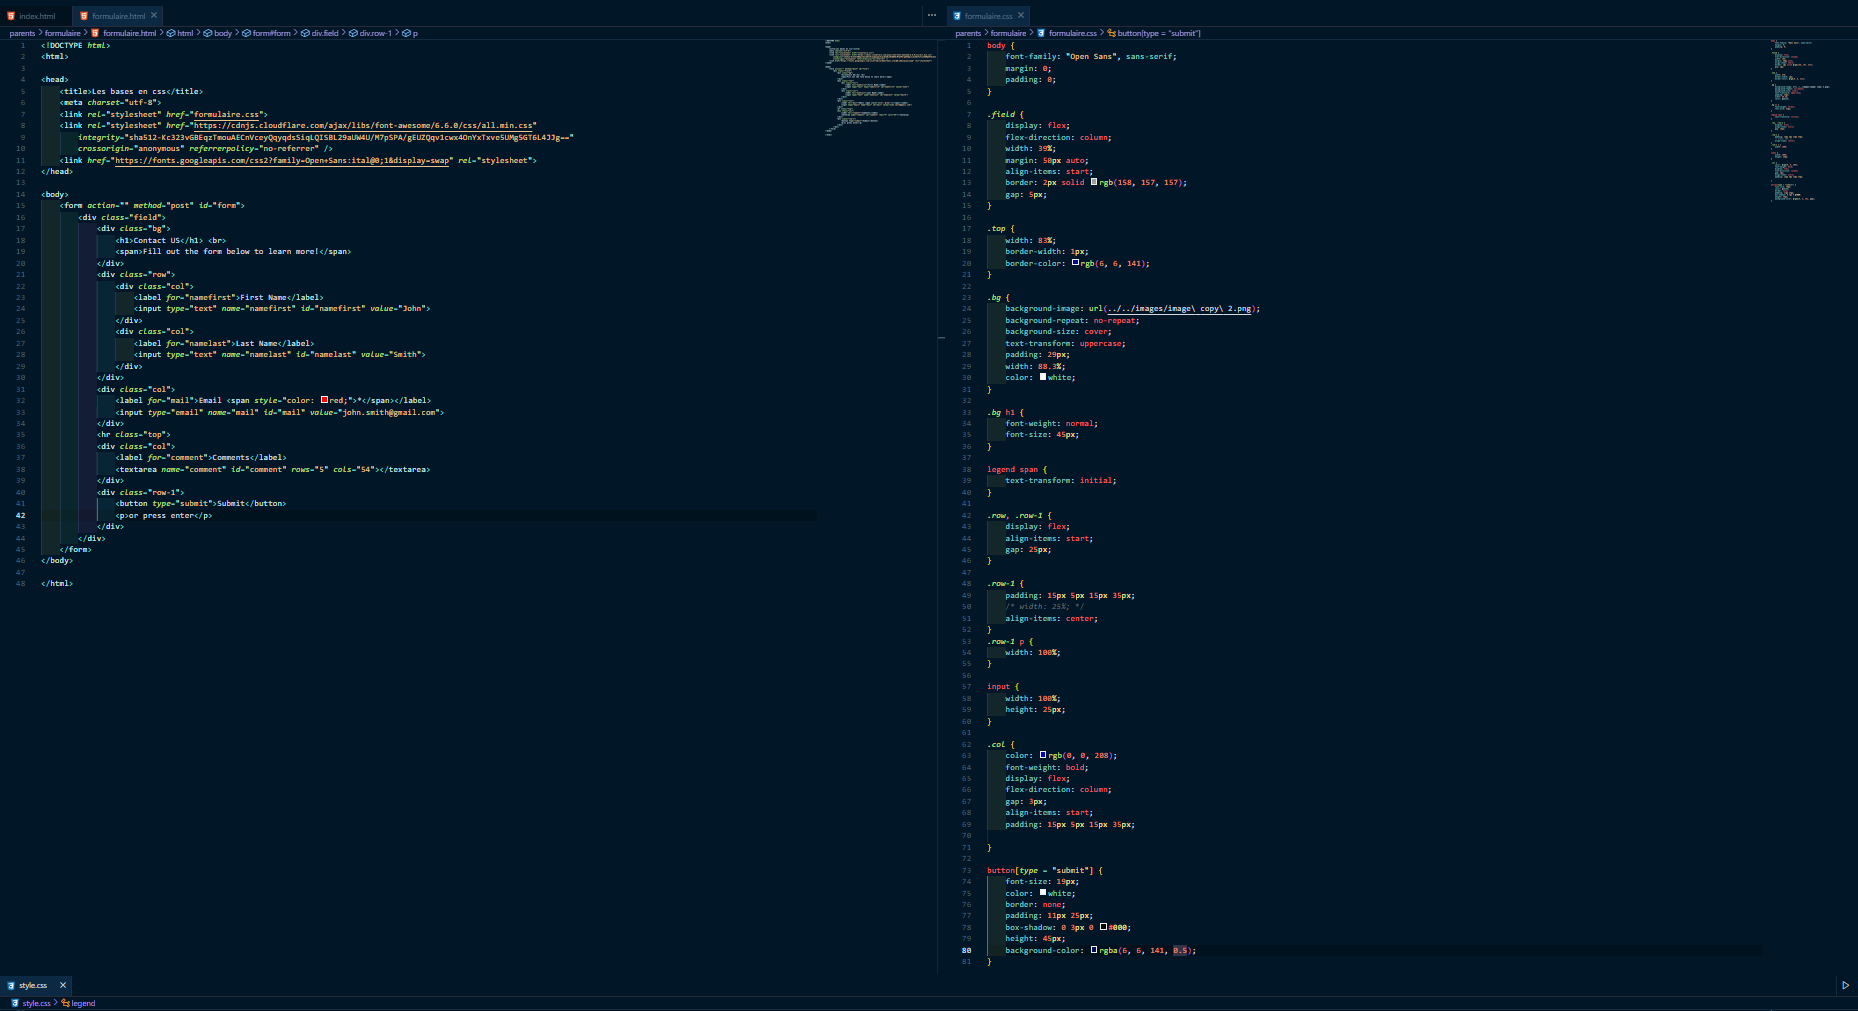 index.html
formulaire.html
parents > formulaire > formulaire.html > html > body > form#form > div.field > div.row-1 > p
1 <!DOCTYPE html>
2 <html>
3
4 <head>
5 <title>Les bases en css</title>
6 <meta charset="utf-8">
7 <link rel="stylesheet" href="formulaire.css">
8 <link rel="stylesheet" href="https://cdnjs.cloudflare.com/ajax/libs/font-awesome/6.6.0/css/all.min.css"
9 integrity=
10 crossorigin="anonymous" referrerpolicy="no-referrer" />
11 <link href="https://fonts.googleapis.com/css2?family=Open+Sans:ital@0;1&display=swap" rel="stylesheet">
12 </head>
13
14 <body>
15 <form action="" method="post" id="form">
16 <div class="field">
17 <div class="bg">
18 <h1>Contact US</h1> <br>
19 <span>Fill out the form below to learn more!</span>
20 </div>
21 <div class="row">
22 <div class="col">
23 <label for="namefirst">First Name</label>
24 <input type="text" name="namefirst" id="namefirst" value="John">
25 </div>
26 <div class="col">
27 <label for="namelast">Last Name</label>
28 <input type="text" name="namelast" id="namelast" value="Smith">
29 </div>
30 </div>
31 <div class="col">
32 <label for="mail">Email <span style="color: red;">*</span></label>
33 <input type="email" name="mail" id="mail" value="john.smith@gmail.com">
34 </div>
35 <hr class="top">
36 <div class="col">
37 <label for="comment">Comments</label>
38 <textarea name="comment" id="comment" rows="5" cols="54"></textarea>
39 </div>
40 <div class="row-1">
41 <button type="submit">Submit</button>
42 <p>or press enter</p>
43 </div>
44 </div>
45 </form>
46 </body>
47
48 </html>
formulaire.css
parents > formulaire > formulaire.css > button[type = "submit"]
1 body {
2 font-family: "Open Sans", sans-serif;
3 margin: 0;
4 padding: 0;
5 }
6
7 .field {
8 display: flex;
9 flex-direction: column;
10 width: 39%;
11 margin: 50px auto;
12 align-items: start;
13 border: 2px solid rgb(158, 157, 157);
14 gap: 5px;
15 }
16
17 .top {
18 width: 83%;
19 border-width: 1px;
20 border-color: rgb(6, 6, 141);
21 }
22
23 .bg {
24 background-image: url(../../images/image\ copy\ 2.png);
25 background-repeat: no-repeat;
26 background-size: cover;
27 text-transform: uppercase;
28 padding: 29px;
29 width: 88.3%;
30 color: white;
31 }
32
33 .bg h1 {
34 font-weight: normal;
35 font-size: 45px;
36 }
37
38 legend span {
39 text-transform: initial;
40 }
41
42 .row, .row-1 {
43 display: flex;
44 align-items: start;
45 gap: 25px;
46 }
47
48 .row-1 {
49 padding: 15px 5px 15px 35px;
50 /* width: 25%; */
51 align-items: center;
52 }
53 .row-1 p {
54 width: 100%;
55 }
56
57 input {
58 width: 100%;
59 height: 25px;
60 }
61
62 .col {
63 color: rgb(0, 0, 208);
64 font-weight: bold;
65 display: flex;
66 flex-direction: column;
67 gap: 3px;
68 align-items: start;
69 padding: 15px 5px 15px 35px;
70
71 }
72
73 button[type = "submit"] {
74 font-size: 19px;
75 color: white;
76 border: none;
77 padding: 11px 25px;
78 box-shadow: 0 3px 0 #000;
79 height: 45px;
80 background-color: rgba(6, 6, 141, 0.5);
81 }
style.css
style.css > legend